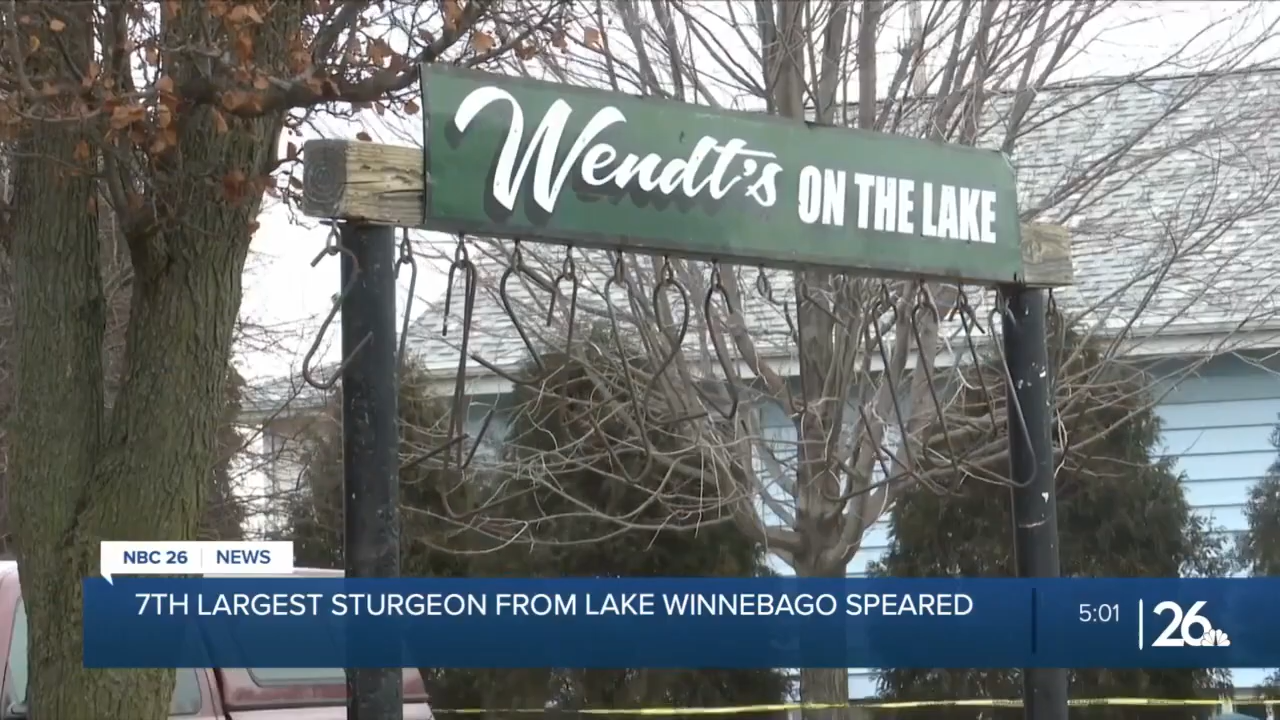 Wendt's ON THE LAKE
NBC 26 NEWS
7TH LARGEST STURGEON FROM LAKE WINNEBAGO SPEARED
5:01 26